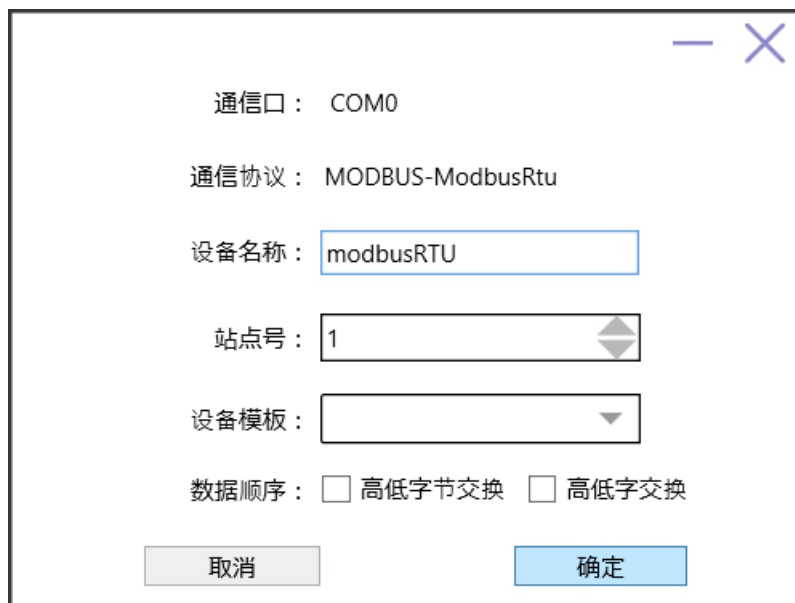 通信口： COM0
通信协议： MODBUS-ModbusRtu
设备名称： modbusRTU
站点号： 1
设备模板：
数据顺序： 高低字节交换 高低字交换
取消 确定